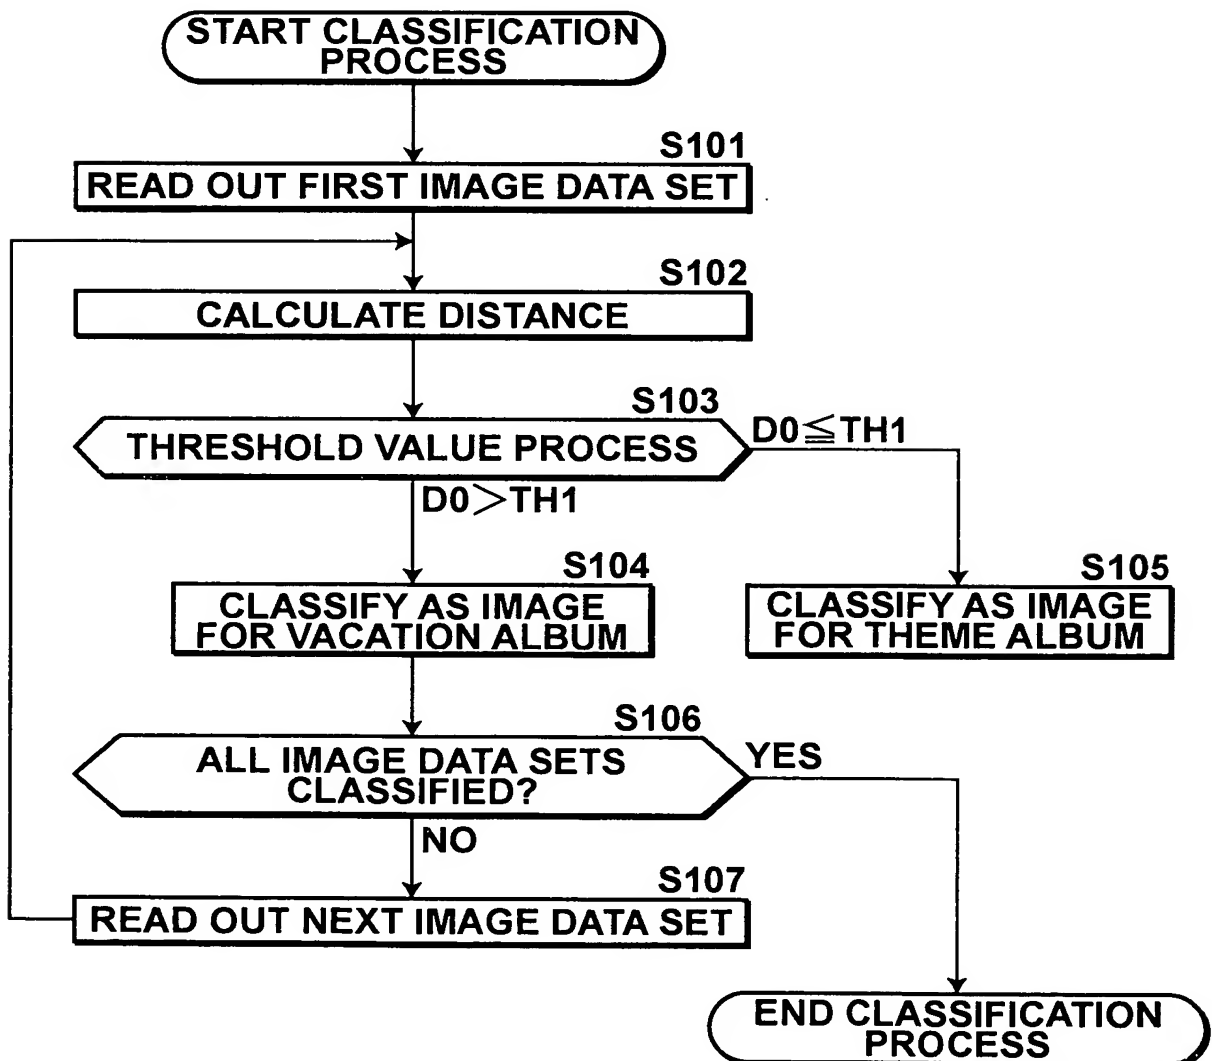 START CLASSIFICATION
PROCESS
S101
READ OUT FIRST IMAGE DATA SET
S102
CALCULATE DISTANCE
S103
THRESHOLD VALUE PROCESS
D0≦TH1
D0>TH1
S104
CLASSIFY AS IMAGE
FOR VACATION ALBUM
S105
CLASSIFY AS IMAGE
FOR THEME ALBUM
S106
ALL IMAGE DATA SETS
CLASSIFIED?
YES
NO
S107
READ OUT NEXT IMAGE DATA SET
END CLASSIFICATION
PROCESS